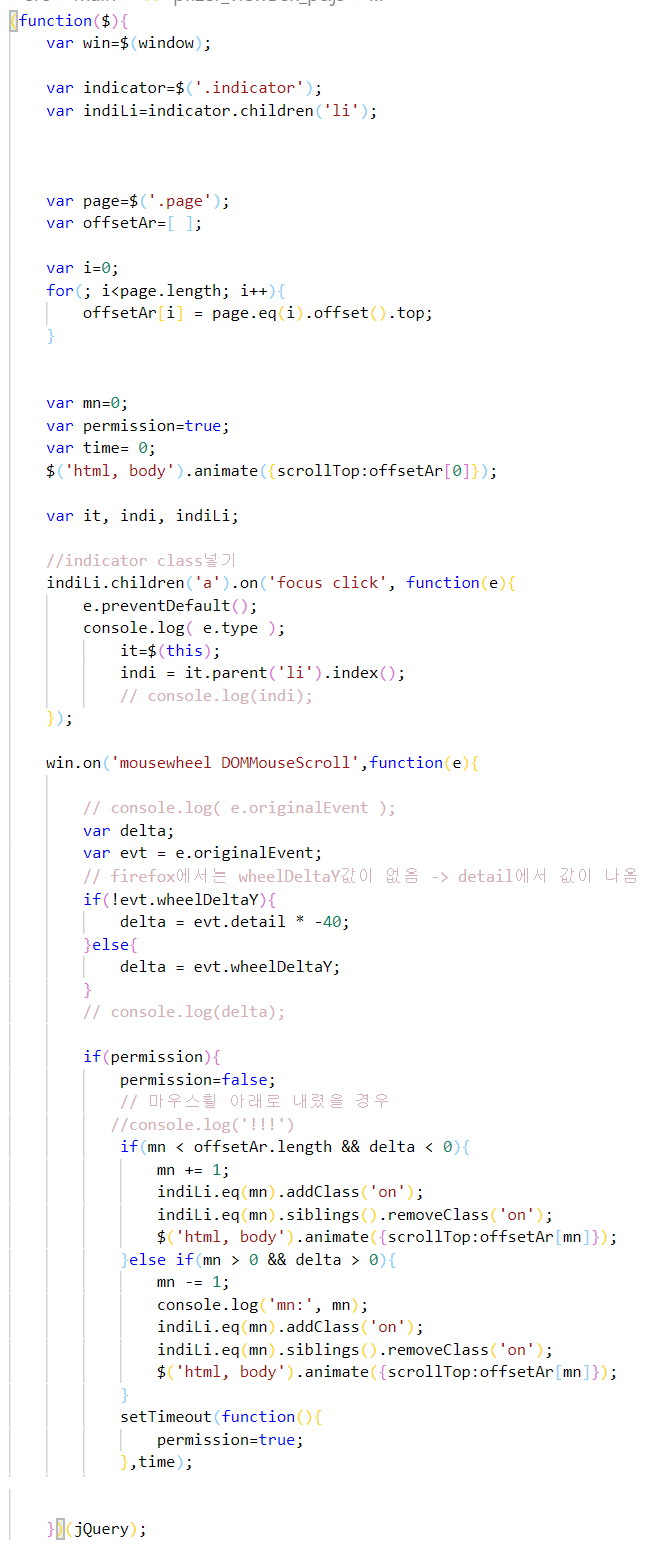 (function($){
var win=$(window);
var indicator=$('.indicator');
var indiLi=indicator.children('li');
var page=$('.page');
var offsetAr=[ ];
var i=0;
for(; i<page.length; i++){
offsetAr[i] = page.eq(i).offset().top;
}
var mn=0;
var permission=true;
var time= 0;
$('html, body').animate({scrollTop:offsetAr[0]});
var it, indi, indiLi;
//indicator class넣기
indiLi.children('a').on('focus click', function(e){
e.preventDefault();
console.log( e.type );
it=$(this);
indi = it.parent('li').index();
// console.log(indi);
});
win.on('mousewheel DOMMouseScroll',function(e){
// console.log( e.originalEvent );
var delta;
var evt = e.originalEvent;
// firefox에서는 wheelDeltaY값이 없옴 -> detail에서 값이 나옴
if(!evt.wheelDeltaY){
delta = evt.detail * -40;
}else{
delta = evt.wheelDeltaY;
}
// console.log(delta);
if(permission){
permission=false;
// 마우스휠 아래로 내렸을 경우
//console.log('!!!')
if(mn < offsetAr.length && delta < 0){
mn += 1;
indiLi.eq(mn).addClass('on');
indiLi.eq(mn).siblings().removeClass('on');
$('html, body').animate({scrollTop:offsetAr[mn]});
}else if(mn > 0 && delta > 0){
mn -= 1;
console.log('mn:', mn);
indiLi.eq(mn).addClass('on');
indiLi.eq(mn).siblings().removeClass('on');
$('html, body').animate({scrollTop:offsetAr[mn]});
}
setTimeout(function(){
permission=true;
},time);
})(jQuery);